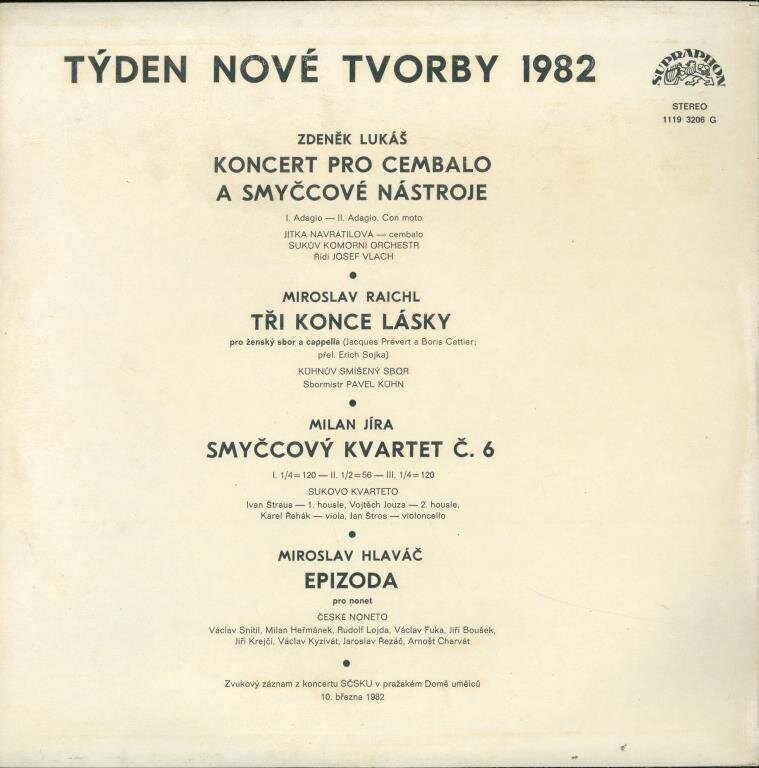 TÝDEN NOVÉ TVORBY 1982
SUPRAPHON
STEREO
1119 3206 G
ZDENĚK LUKÁŠ
KONCERT PRO CEMBALO
A SMYČCOVÉ NÁSTROJE
I. Adagio — II. Adagio. Con moto
JITKA NAVRÁTILOVÁ — cembalo
SUKŮV KOMORNÍ ORCHESTR
Řídí JOSEF VLACH
MIROSLAV RAICHL
TŘI KONCE LÁSKY
pro ženský sbor a cappella (Jacques Prévert a Boris Cattier;
přel. Erich Sojka)
KÜHNŮV SMÍŠENÝ SBOR
Sbormistr PAVEL KÜHN
MILAN JÍRA
SMYČCOVÝ KVARTET Č. 6
I. 1/4=120 — II. 1/2=56 — III. 1/4=120
SUKOVO KVARTETO
Ivan Štraus — 1. housle, Vojtěch Jouza — 2. housle,
Karel Řehák — viola, Jan Štros — violoncello
MIROSLAV HLAVÁČ
EPIZODA
pro nonet
ČESKÉ NONETO
Václav Snítil, Milan Heřmánek, Rudolf Lojda, Václav Fuka, Jiří Boušek,
Jiří Krejčí, Václav Kyzivát, Jaroslav Řezáč, Arnošt Charvát
Zvukový záznam z koncertu SČSKU v pražském Domě umělců
10. března 1982